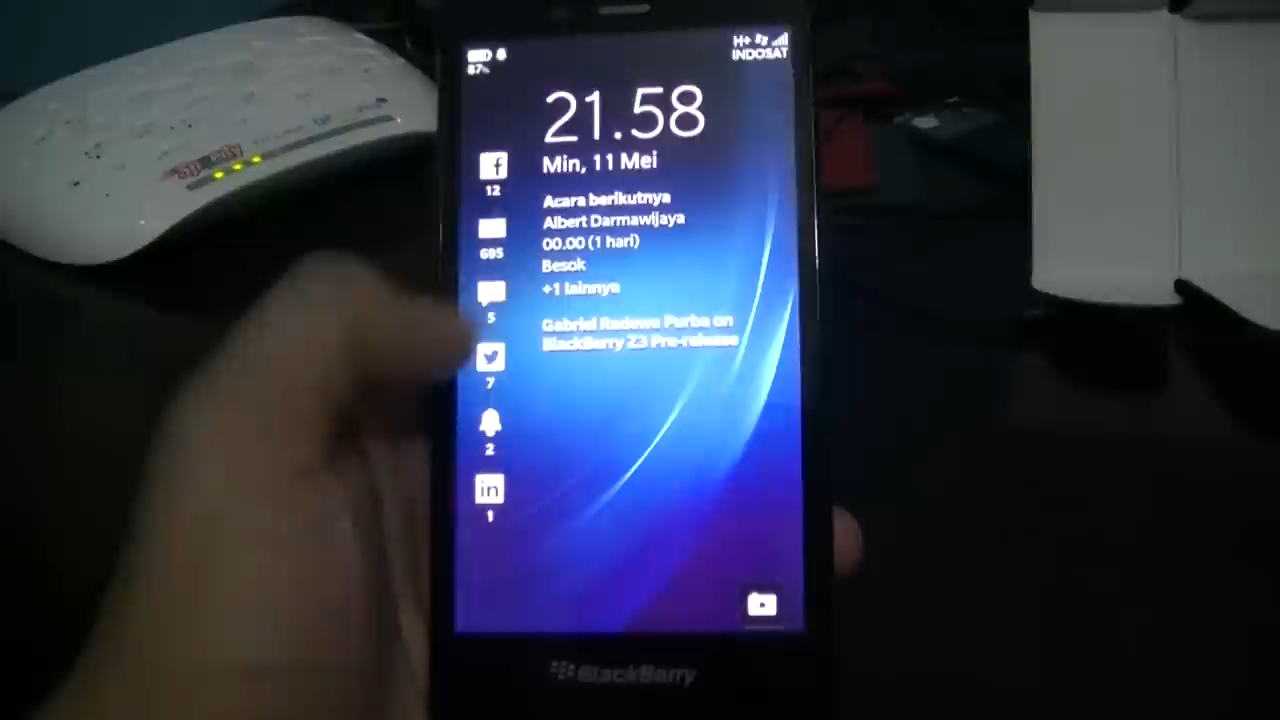 87%
H+
INDOSAT
21.58
Min, 11 Mei
12
Acara berikutnya
Albert Darmawijaya
00.00 (1 hari)
Besok
+1 lainnya
5
Gabriel Radewa Purba on
BlackBerry Z3 Pre-release
7
2
in
1
BlackBerry